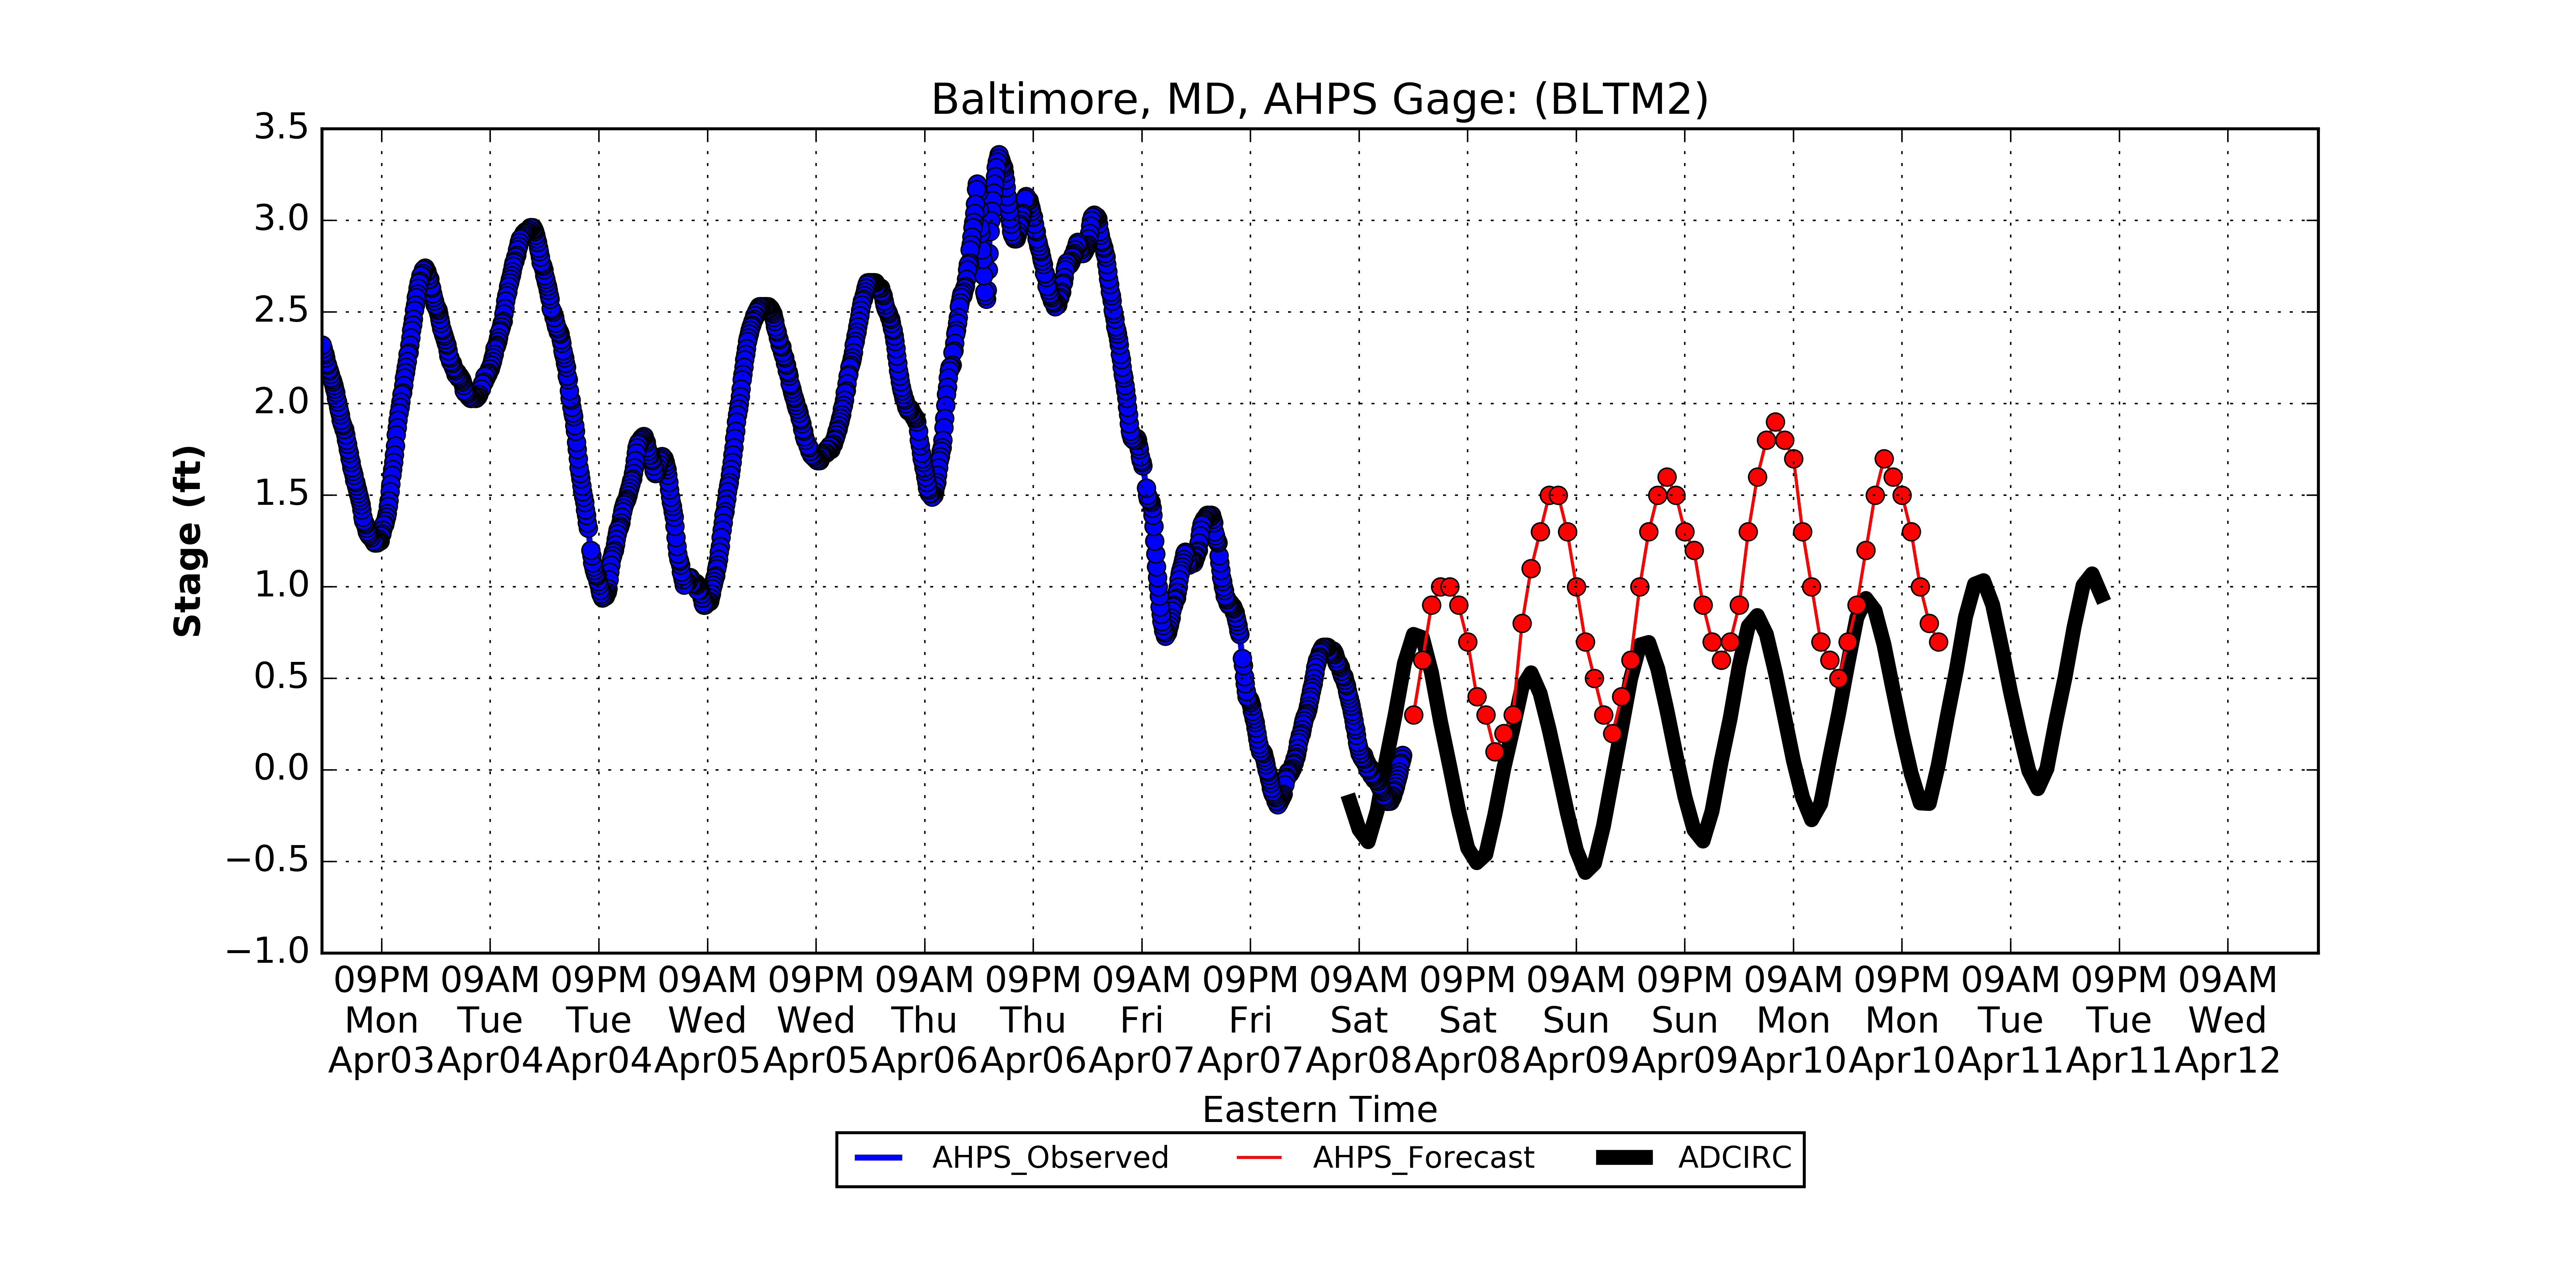 Baltimore, MD, AHPS Gage: (BLTM2)
3.5
3.0
2.5
2.0
1.5
1.0
0.5
0.0
−0.5
−1.0
Stage (ft)
09PM 09AM 09PM 09AM 09PM 09AM 09PM 09AM 09PM 09AM 09PM 09AM 09PM 09AM 09PM 09AM 09PM 09AM
Mon Tue Tue Wed Wed Thu Thu Fri Fri Sat Sat Sun Sun Mon Mon Tue Tue Wed
Apr03 Apr04 Apr04 Apr05 Apr05 Apr06 Apr06 Apr07 Apr07 Apr08 Apr08 Apr09 Apr09 Apr10 Apr10 Apr11 Apr11 Apr12
Eastern Time
AHPS_Observed AHPS_Forecast ADCIRC